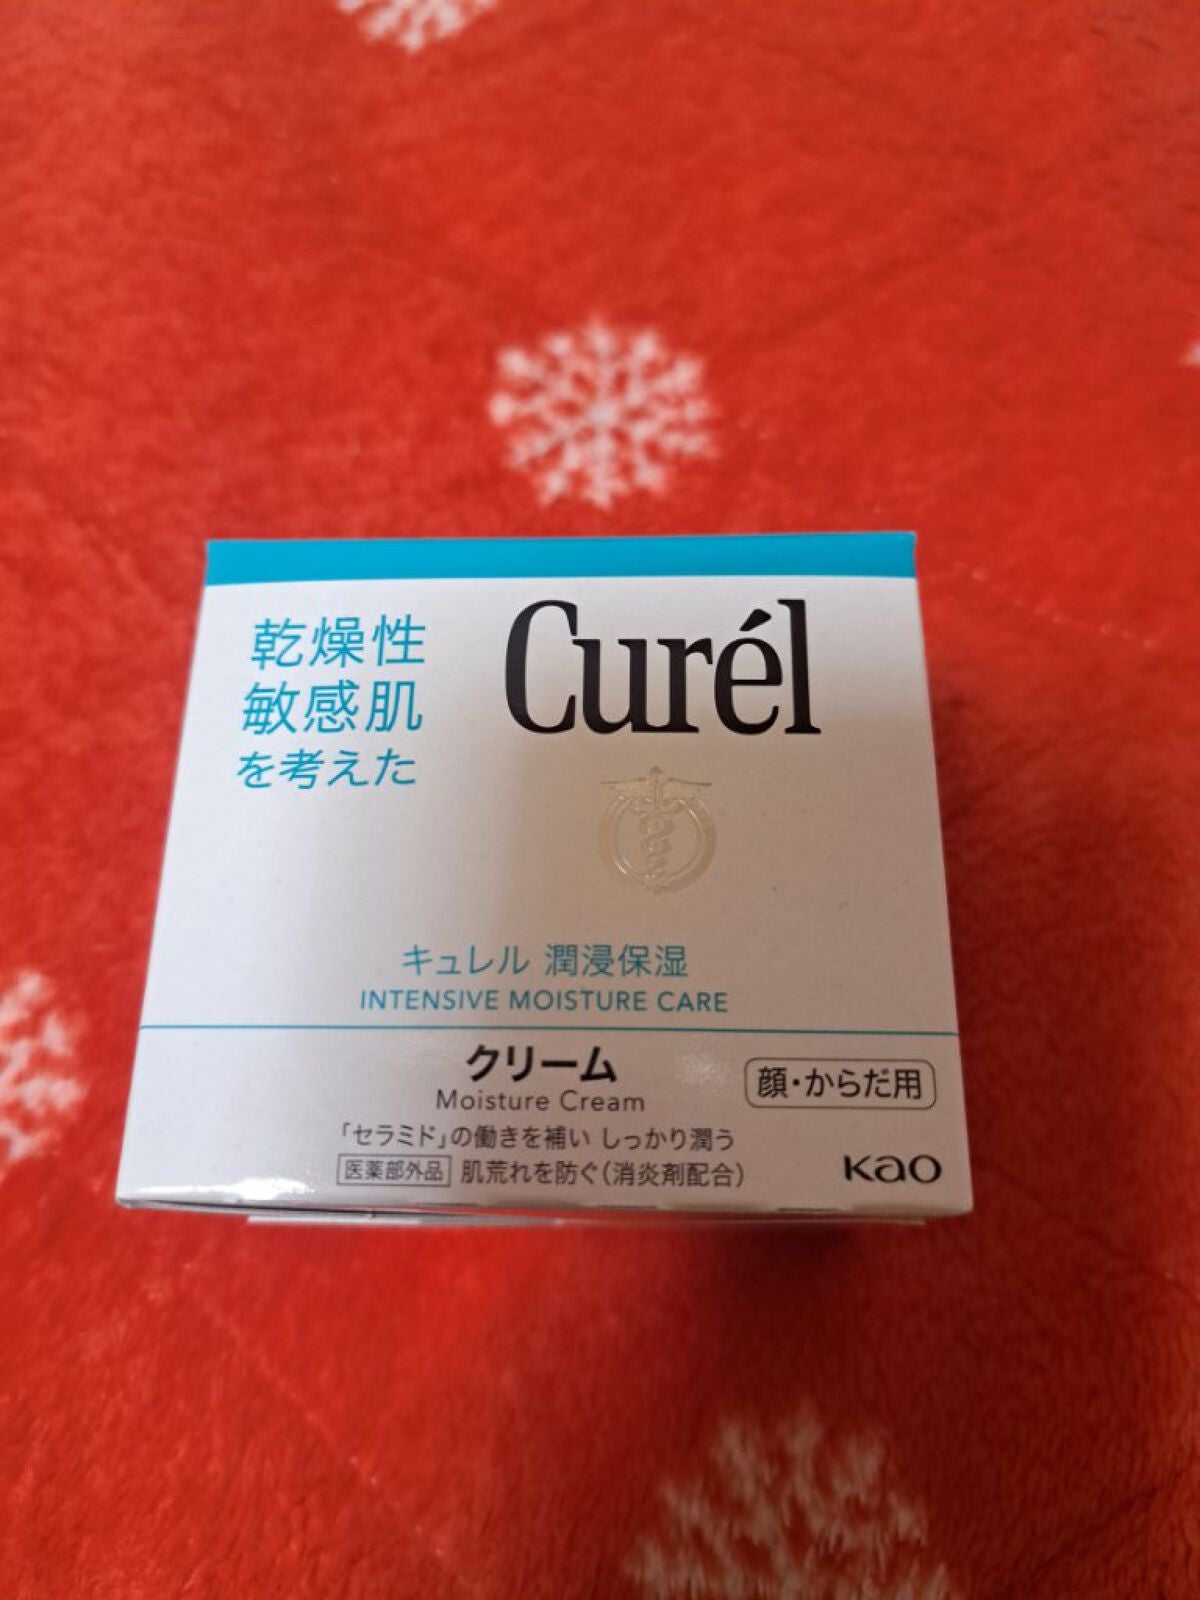 乾燥性
敏感肌
を考えた
Curél
キュレル 潤浸保湿
INTENSIVE MOISTURE CARE
クリーム
Moisture Cream
顔・からだ用
「セラミド」の働きを補い しっかり潤う
医薬部外品 肌荒れを防ぐ(消炎剤配合)
Kao